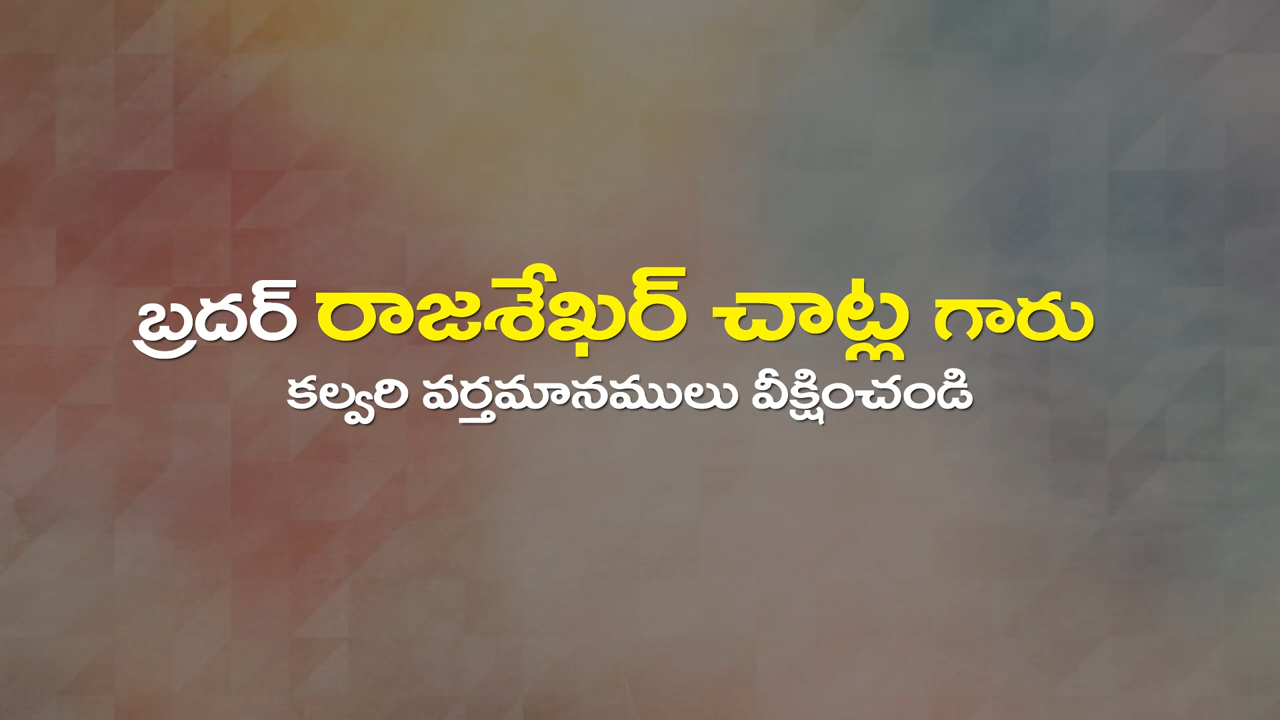 బ్రదర్ రాజశేఖర్ చాట్ల గారు
కల్వరి వర్తమానములు వీక్షించండి